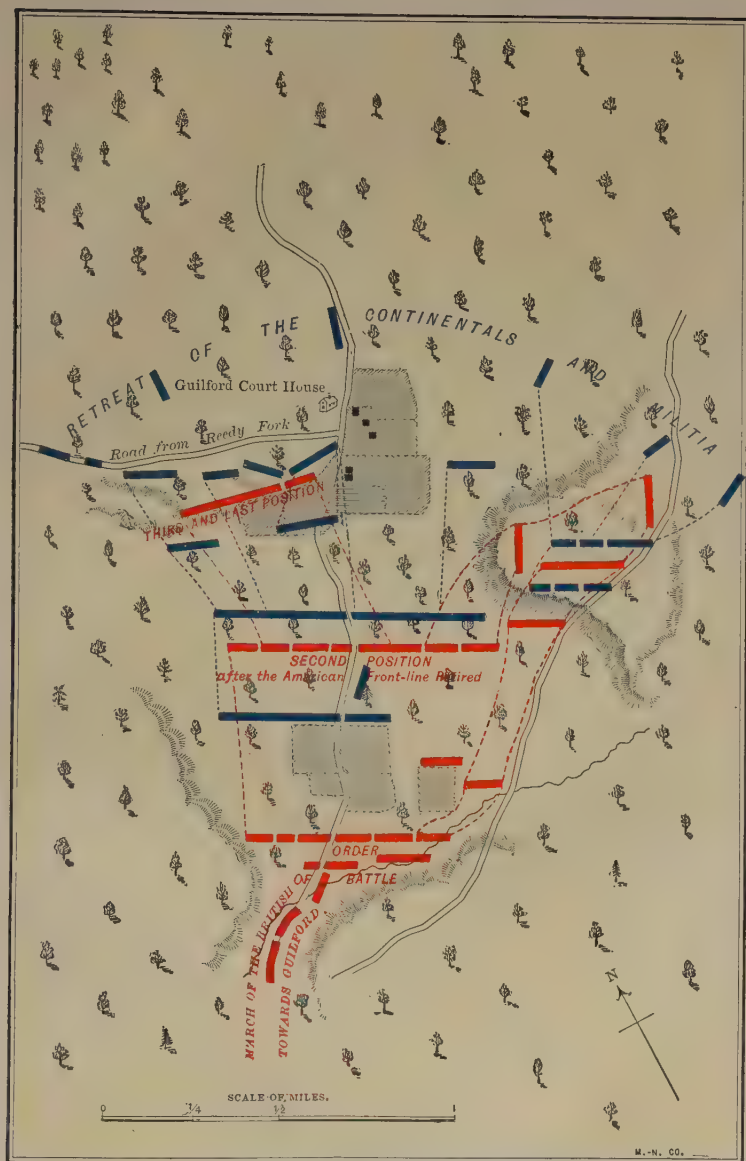 RETREAT OF THE CONTINENTALS AND MILITIA
Guilford Court House
Road from Reedy Fork
THIRD AND LAST POSITION
SECOND POSITION
after the American Front-line Retired
ORDER
OF BATTLE
MARCH OF THE BRITISH
TOWARDS GUILFORD
N
SCALE OF MILES.
0 1/4 1/2 1
M.-N. CO.